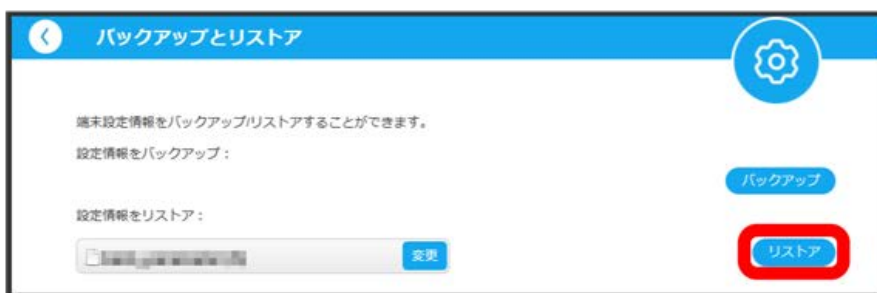 バックアップとリストア
端末設定情報をバックアップ/リストアすることができます。
設定情報をバックアップ：
バックアップ
設定情報をリストア：
変更
リストア